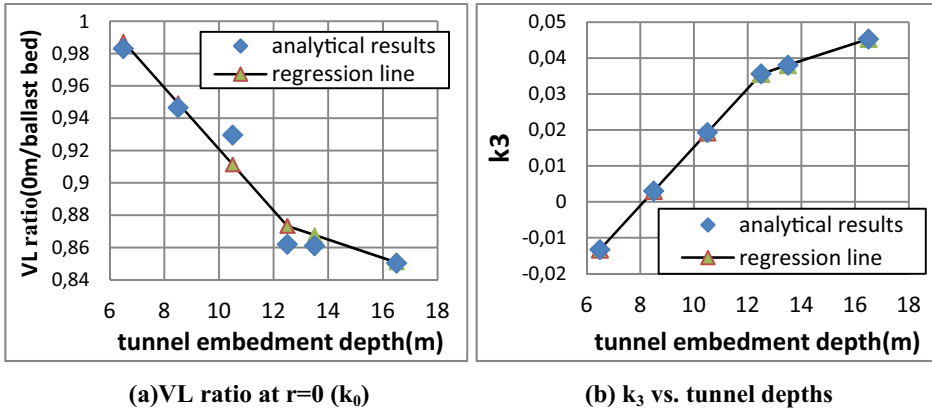 1
0,98
0,96
0,94
0,92
0,9
0,88
0,86
0,84
VL ratio(0m/ballast bed)
analytical results
regression line
6 8 10 12 14 16 18
tunnel embedment depth(m)
(a)VL ratio at r=0 (k₀)
0,05
0,04
0,03
0,02
0,01
0
-0,01
-0,02
k3
analytical results
regression line
6 8 10 12 14 16 18
tunnel embedment depth(m)
(b) k₃ vs. tunnel depths